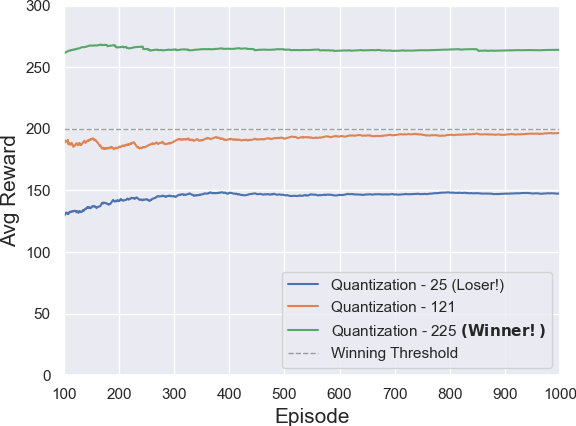 300
250
200
150
100
50
0
Avg Reward
Quantization - 25 (Loser!)
Quantization - 121
Quantization - 225 (Winner! )
Winning Threshold
100 200 300 400 500 600 700 800 900 1000
Episode